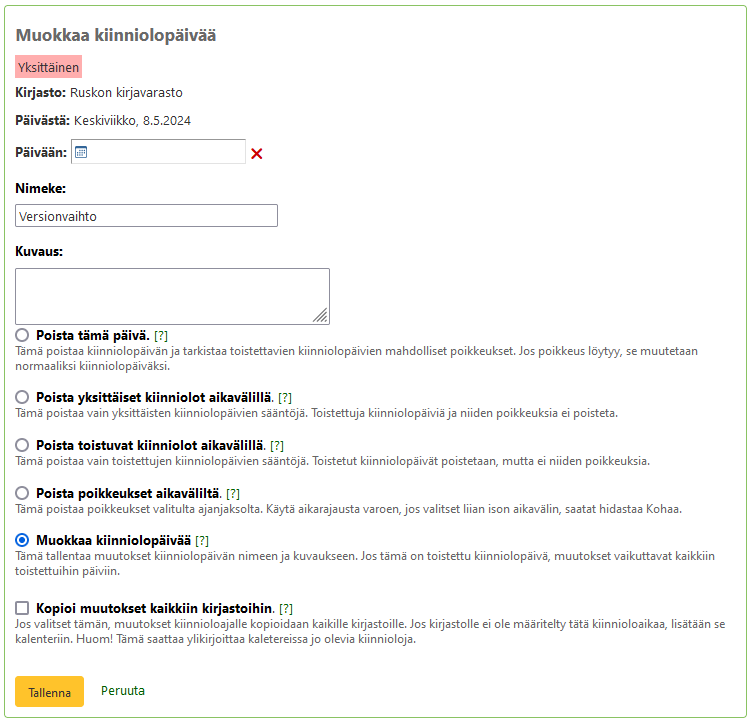 Muokkaa kiinniolopäivää
Yksittäinen
Kirjasto: Ruskon kirjavarasto
Päivästä: Keskiviikko, 8.5.2024
Päivään:
Nimeke:
Versionvaihto
Kuvaus:
Poista tämä päivä. [?]
Tämä poistaa kiinniolopäivän ja tarkistaa toistettavien kiinniolopäivien mahdolliset poikkeukset. Jos poikkeus löytyy, se muutetaan
normaaliksi kiinniolopäiväksi.
Poista yksittäiset kiinniolot aikavälillä. [?]
Tämä poistaa vain yksittäisten kiinniolopäivien sääntöjä. Toistettuja kiinniolopäiviä ja niiden poikkeuksia ei poisteta.
Poista toistuvat kiinniolot aikavälillä. [?]
Tämä poistaa vain toistettujen kiinniolopäivien sääntöjä. Toistetut kiinniolopäivät poistetaan, mutta ei niiden poikkeuksia.
Poista poikkeukset aikaväliltä. [?]
Tämä poistaa poikkeukset valitulta ajanjaksolta. Käytä aikarajausta varoen, jos valitset liian ison aikavälin, saatat hidastaa Kohaa.
Muokkaa kiinniolopäivää [?]
Tämä tallentaa muutokset kiinniolopäivän nimeen ja kuvaukseen. Jos tämä on toistettu kiinniolopäivä, muutokset vaikuttavat kaikkiin
toistettuihin päiviin.
Kopioi muutokset kaikkiin kirjastoihin. [?]
Jos valitset tämän, muutokset kiinnioloajalle kopioidaan kaikille kirjastoille. Jos kirjastolle ei ole määritelty tätä kiinnioloaikaa, lisätään se
kalenteriin. Huom! Tämä saattaa ylikirjoittaa kaletereissa jo olevia kiinnioloja.
Tallenna Peruuta